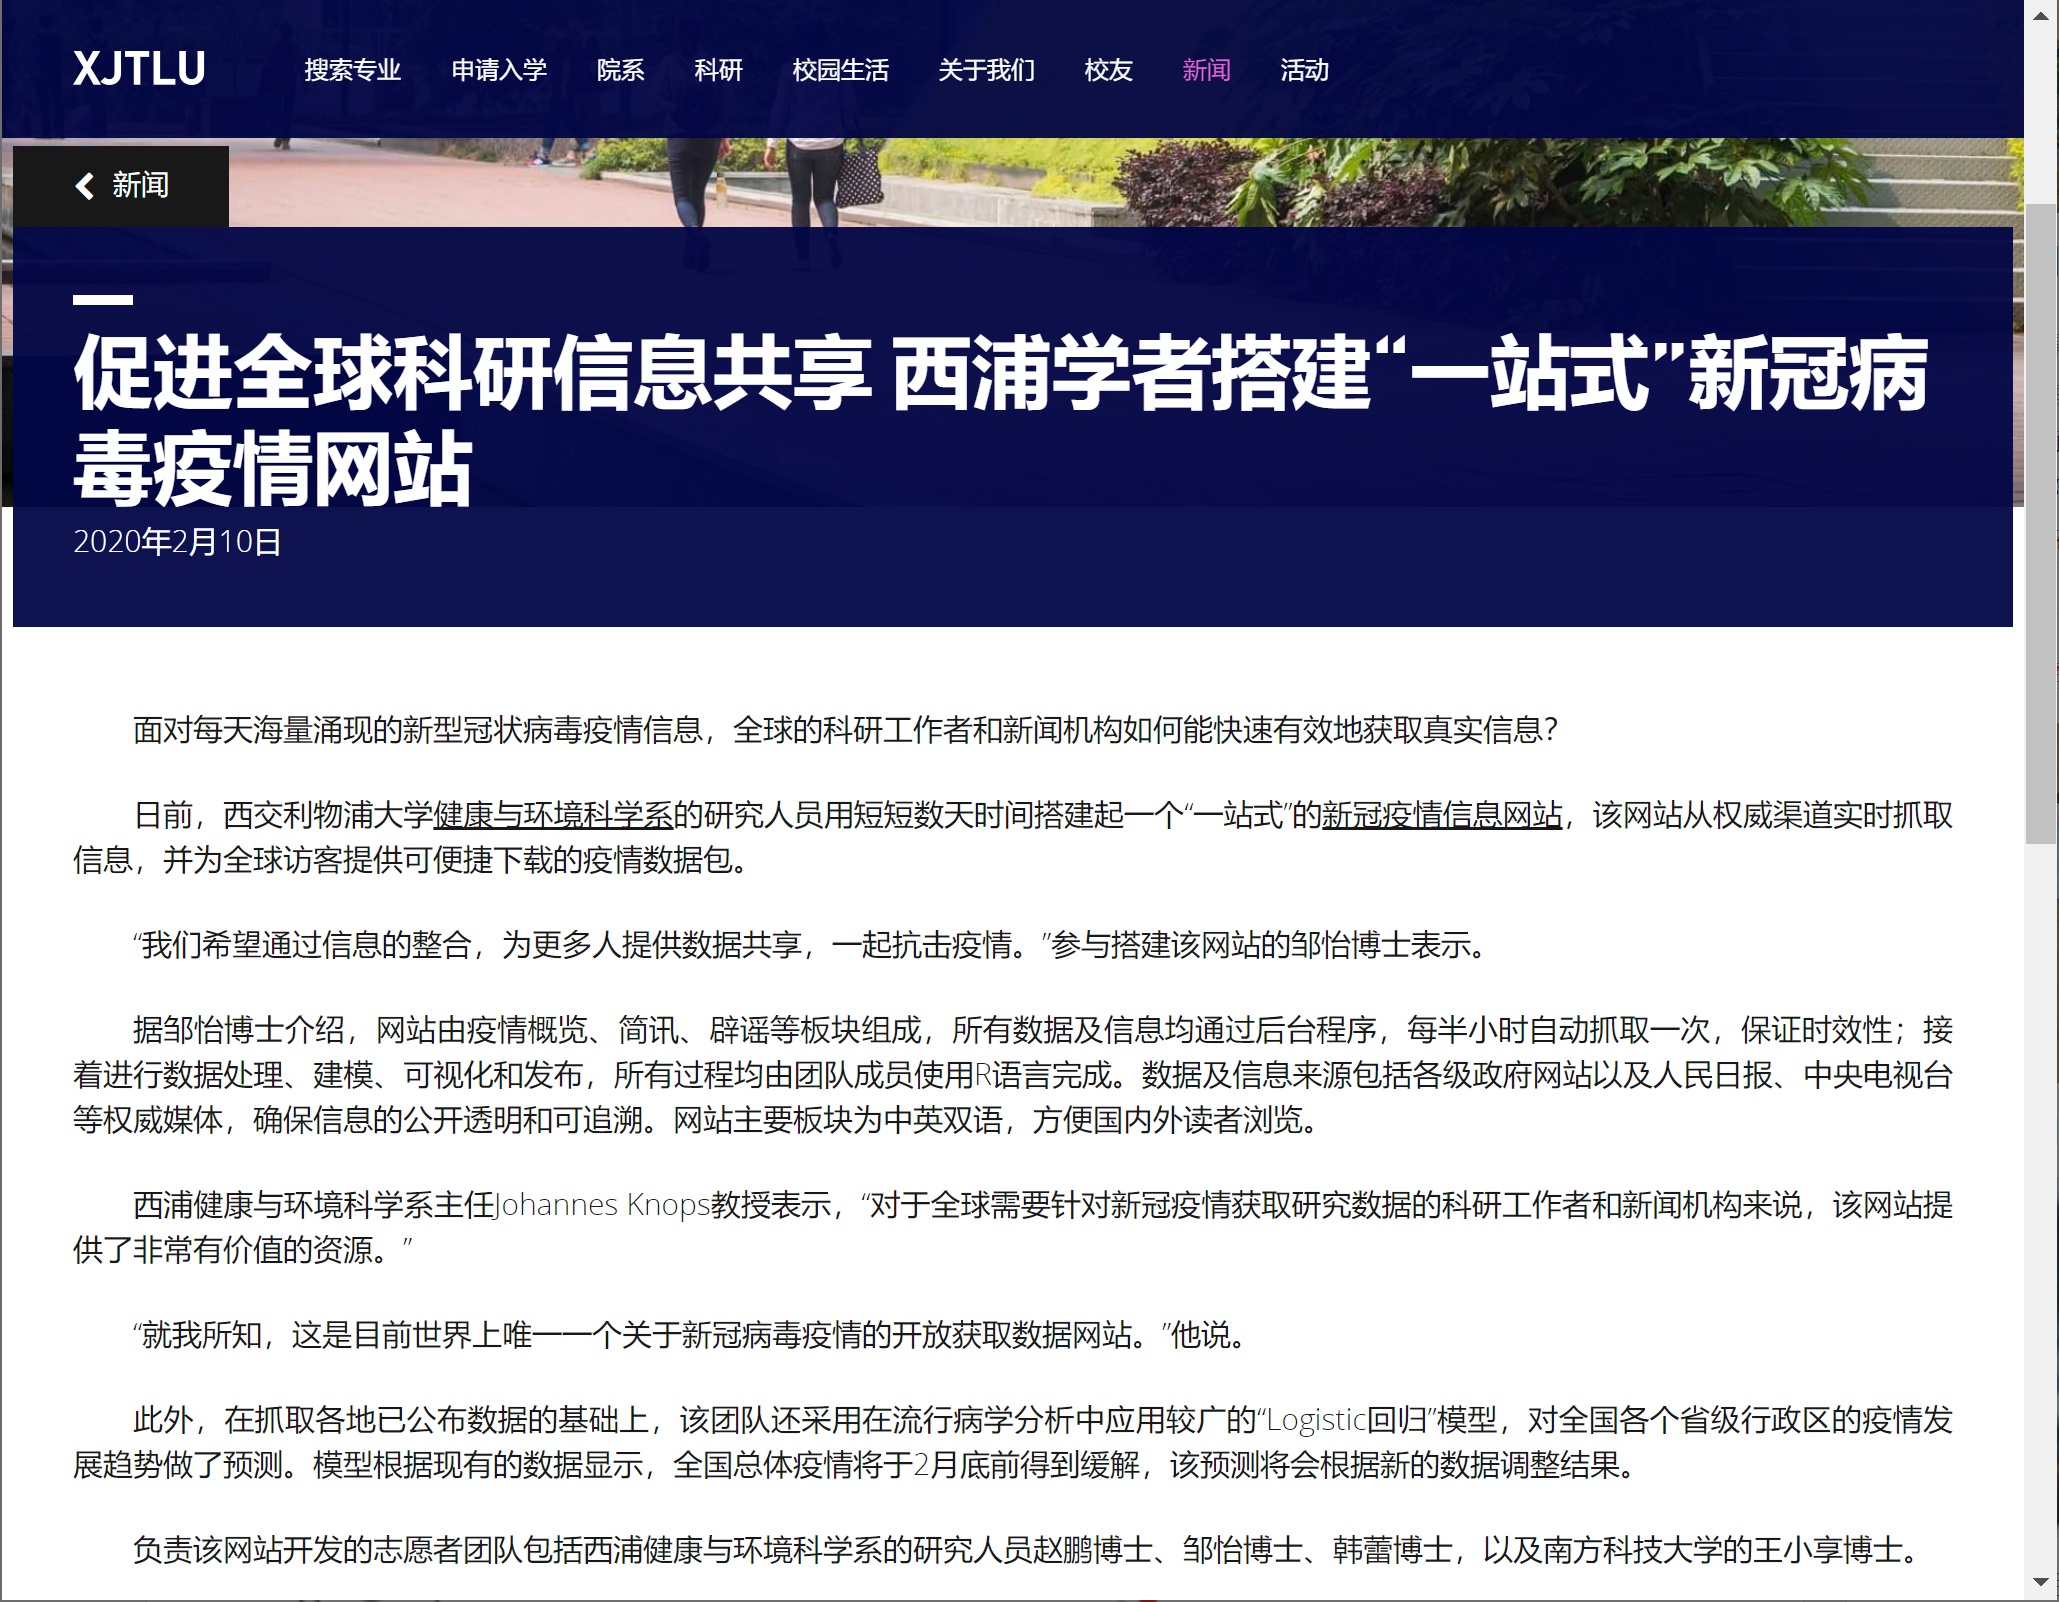 XJTLU 搜索专业 申请入学 院系 科研 校园生活 关于我们 校友 新闻 活动
新闻
促进全球科研信息共享 西浦学者搭建“一站式”新冠病
毒疫情网站
2020年2月10日
面对每天海量涌现的新型冠状病毒疫情信息，全球的科研工作者和新闻机构如何能快速有效地获取真实信息？
日前，西交利物浦大学健康与环境科学系的研究人员用短短数天时间搭建起一个“一站式”的新冠疫情信息网站，该网站从权威渠道实时抓取
信息，并为全球访客提供可便捷下载的疫情数据包。
“我们希望通过信息的整合，为更多人提供数据共享，一起抗击疫情。”参与搭建该网站的邹怡博士表示。
据邹怡博士介绍，网站由疫情概览、简讯、辟谣等板块组成，所有数据及信息均通过后台程序，每半小时自动抓取一次，保证时效性；接
着进行数据处理、建模、可视化和发布，所有过程均由团队成员使用R语言完成。数据及信息来源包括各级政府网站以及人民日报、中央电视台
等权威媒体，确保信息的公开透明和可追溯。网站主要板块为中英双语，方便国内外读者浏览。
西浦健康与环境科学系主任Johannes Knops教授表示，“对于全球需要针对新冠疫情获取研究数据的科研工作者和新闻机构来说，该网站提
供了非常有价值的资源。”
“就我所知，这是目前世界上唯一一个关于新冠病毒疫情的开放获取数据网站。”他说。
此外，在抓取各地已公布数据的基础上，该团队还采用在流行病学分析中应用较广的“Logistic回归”模型，对全国各个省级行政区的疫情发
展趋势做了预测。模型根据现有的数据显示，全国总体疫情将于2月底前得到缓解，该预测将会根据新的数据调整结果。
负责该网站开发的志愿者团队包括西浦健康与环境科学系的研究人员赵鹏博士、邹怡博士、韩蕾博士，以及南方科技大学的王小享博士。